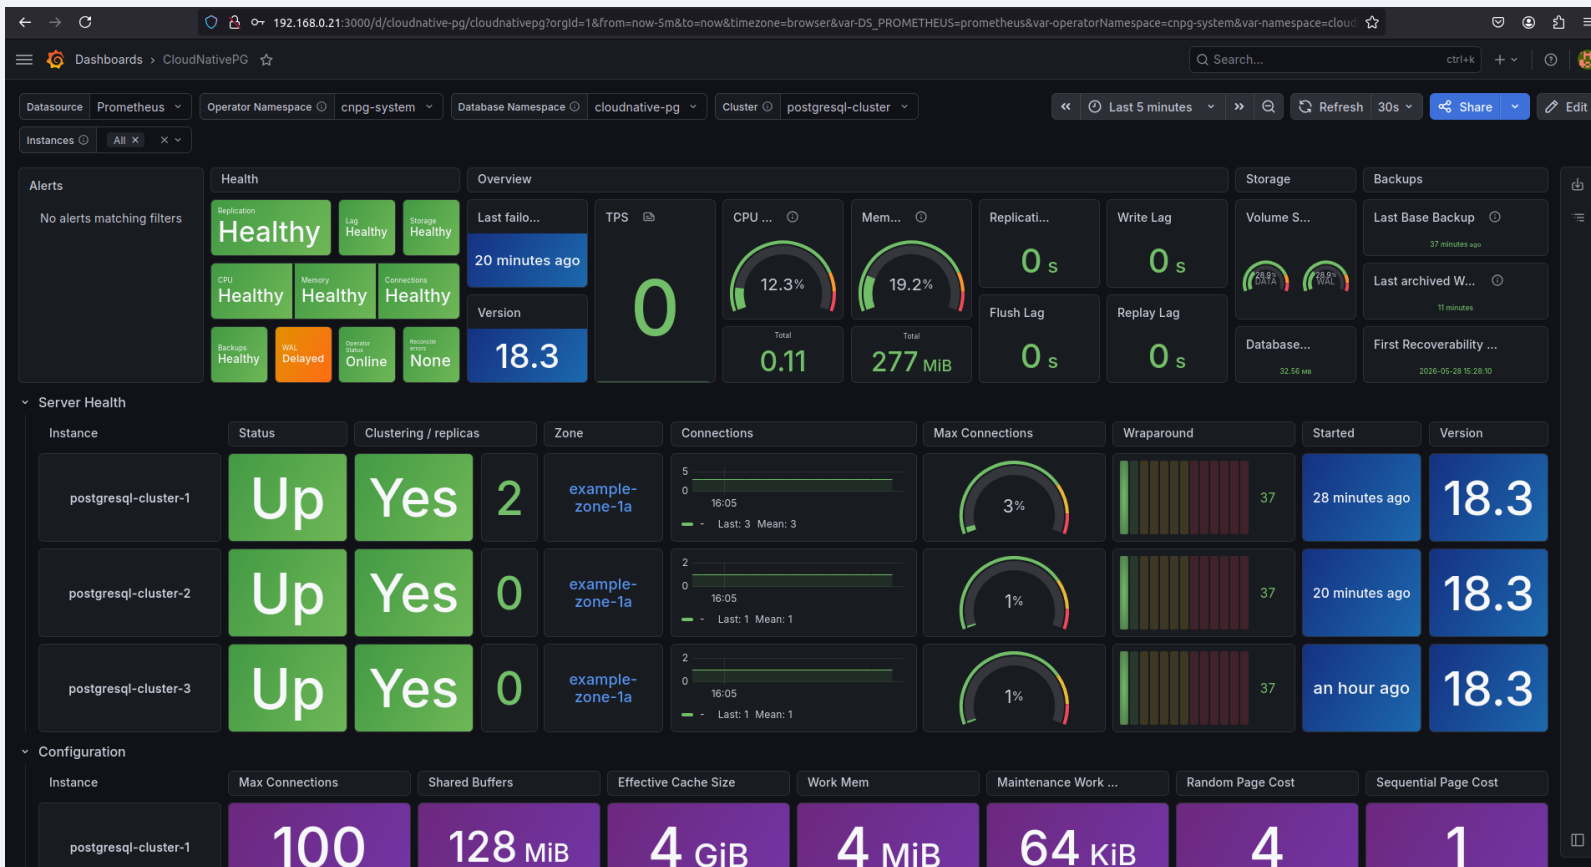 192.168.0.21:3000/d/cloudnative-pg/cloudnativepg?orgId=1&from=now-5m&to=now&timezone=browser&var-DS_PROMETHEUS=prometheus&var-operatorNamespace=cnpg-system&var-namespace=cloud
Dashboards › CloudNativePG
Search... ctrl+k
Datasource Prometheus Operator Namespace cnpg-system Database Namespace cloudnative-pg Cluster postgresql-cluster Last 5 minutes Refresh 30s Share Edit
Instances All
Alerts
No alerts matching filters
Health
Replication
Healthy
Lag
Healthy
Storage
Healthy
CPU
Healthy
Memory
Healthy
Connections
Healthy
Backups
Healthy
WAL
Delayed
Operator Status
Online
Reconcile errors
None
Overview
Last failo...
20 minutes ago
Version
18.3
TPS
0
CPU ...
12.3%
Total
0.11
Mem...
19.2%
Total
277 MiB
Replicati...
0 s
Write Lag
0 s
Flush Lag
0 s
Replay Lag
0 s
Storage
Volume S...
28.9%
DATA
28.9%
WAL
Database...
32.56 MB
Backups
Last Base Backup
37 minutes ago
Last archived W...
11 minutes
First Recoverability ...
2026-05-28 15:28:10
Server Health
Instance Status Clustering / replicas Zone Connections Max Connections Wraparound Started Version
postgresql-cluster-1 Up Yes 2 example-zone-1a
5
0
16:05
- Last: 3 Mean: 3
3% 37 28 minutes ago 18.3
postgresql-cluster-2 Up Yes 0 example-zone-1a
2
0
16:05
- Last: 1 Mean: 1
1% 37 20 minutes ago 18.3
postgresql-cluster-3 Up Yes 0 example-zone-1a
2
0
16:05
- Last: 1 Mean: 1
1% 37 an hour ago 18.3
Configuration
Instance Max Connections Shared Buffers Effective Cache Size Work Mem Maintenance Work ... Random Page Cost Sequential Page Cost
postgresql-cluster-1 100 128 MiB 4 GiB 4 MiB 64 KiB 4 1